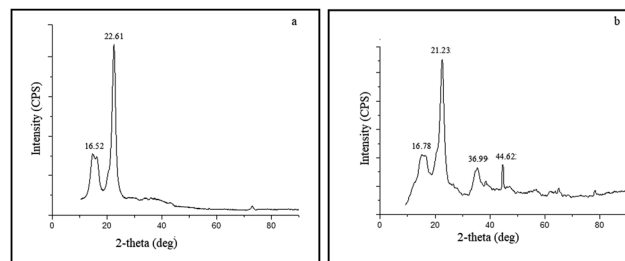 a
22.61
16.52
Intensity (CPS)
0 20 40 60 80
2-theta (deg)
b
21.23
16.78
36.99
44.62
Intensity (CPS)
0 20 40 60 80
2-theta (deg)